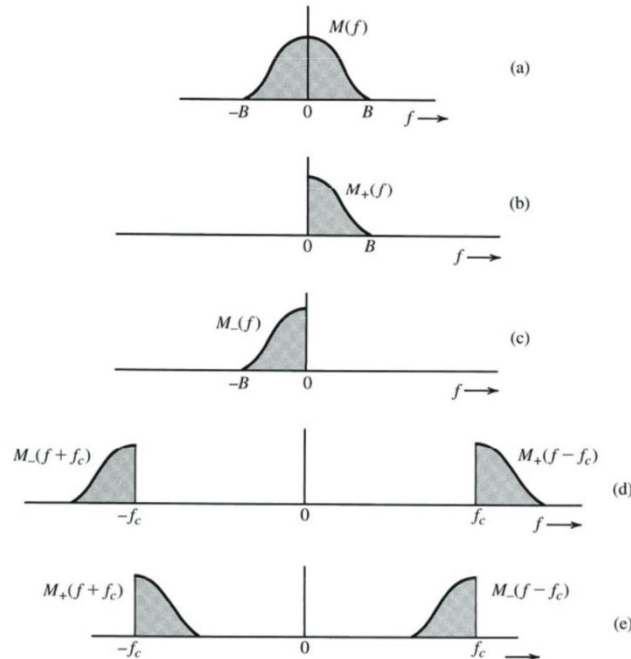 M(f)
(a)
−B 0 B f
M₊(f)
(b)
0 B f
M₋(f)
(c)
−B 0 f
M₋(f + f_c) M₊(f − f_c)
(d)
−f_c 0 f_c f
M₊(f + f_c) M₋(f − f_c)
(e)
−f_c 0 f_c